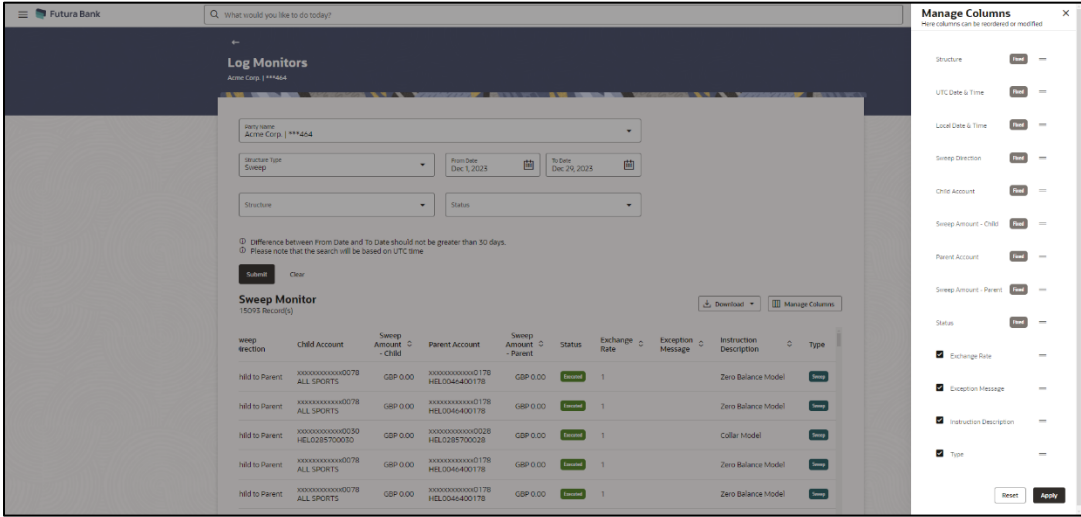 Futura Bank
What would you like to do today?
Log Monitors
Acme Corp. | ***464
Party Name
Acme Corp. | ***464
Structure Type
Sweep
From Date
Dec 1, 2023
To Date
Dec 29, 2023
Structure
Status
Difference between From Date and To Date should not be greater than 30 days.
Please note that the search will be based on UTC time
Submit Clear
Sweep Monitor
15093 Record(s)
Download
Manage Columns
weep
irection
Child Account
Sweep
Amount
- Child
Parent Account
Sweep
Amount
- Parent
Status
Exchange
Rate
Exception
Message
Instruction
Description
Type
hild to Parent xxxxxxxxxxxx0078 GBP 0.00 xxxxxxxxxxxx0178 GBP 0.00 Executed 1 Zero Balance Model Sweep
ALL SPORTS HEL0046400178
hild to Parent xxxxxxxxxxxx0078 GBP 0.00 xxxxxxxxxxxx0178 GBP 0.00 Executed 1 Zero Balance Model Sweep
ALL SPORTS HEL0046400178
hild to Parent xxxxxxxxxxxx0030 GBP 0.00 xxxxxxxxxxxx0028 GBP 0.00 Executed 1 Collar Model Sweep
HEL0285700030 HEL0285700028
hild to Parent xxxxxxxxxxxx0078 GBP 0.00 xxxxxxxxxxxx0178 GBP 0.00 Executed 1 Zero Balance Model Sweep
ALL SPORTS HEL0046400178
hild to Parent xxxxxxxxxxxx0078 GBP 0.00 xxxxxxxxxxxx0178 GBP 0.00 Executed 1 Zero Balance Model Sweep
ALL SPORTS HEL0046400178
Manage Columns
Here columns can be reordered or modified
Structure Fixed
UTC Date & Time Fixed
Local Date & Time Fixed
Sweep Direction Fixed
Child Account Fixed
Sweep Amount - Child Fixed
Parent Account Fixed
Sweep Amount - Parent Fixed
Status Fixed
Exchange Rate
Exception Message
Instruction Description
Type
Reset Apply